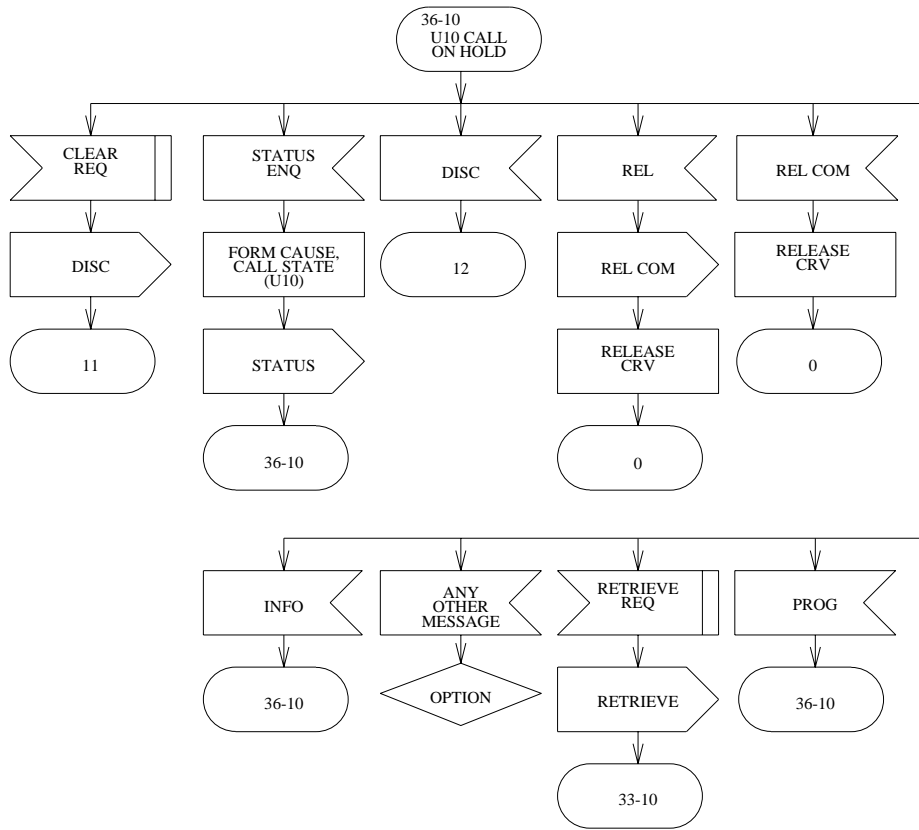 36-10
U10 CALL
ON HOLD
CLEAR
REQ
STATUS
ENQ
DISC
REL
REL COM
DISC
FORM CAUSE,
CALL STATE
(U10)
12
REL COM
RELEASE
CRV
11
STATUS
RELEASE
CRV
0
36-10
0
INFO
ANY
OTHER
MESSAGE
RETRIEVE
REQ
PROG
36-10
OPTION
RETRIEVE
36-10
33-10